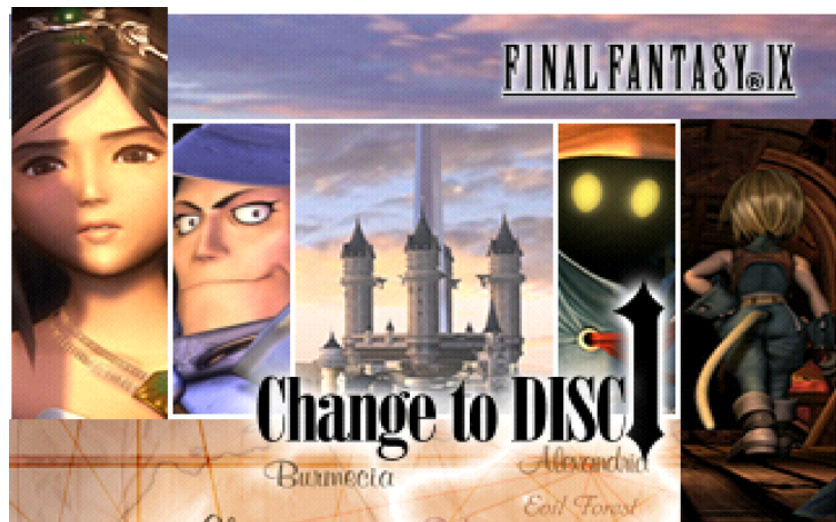 FINAL FANTASY® IX
Change to DISC I
Burmecia
Alexandria
Evil Forest